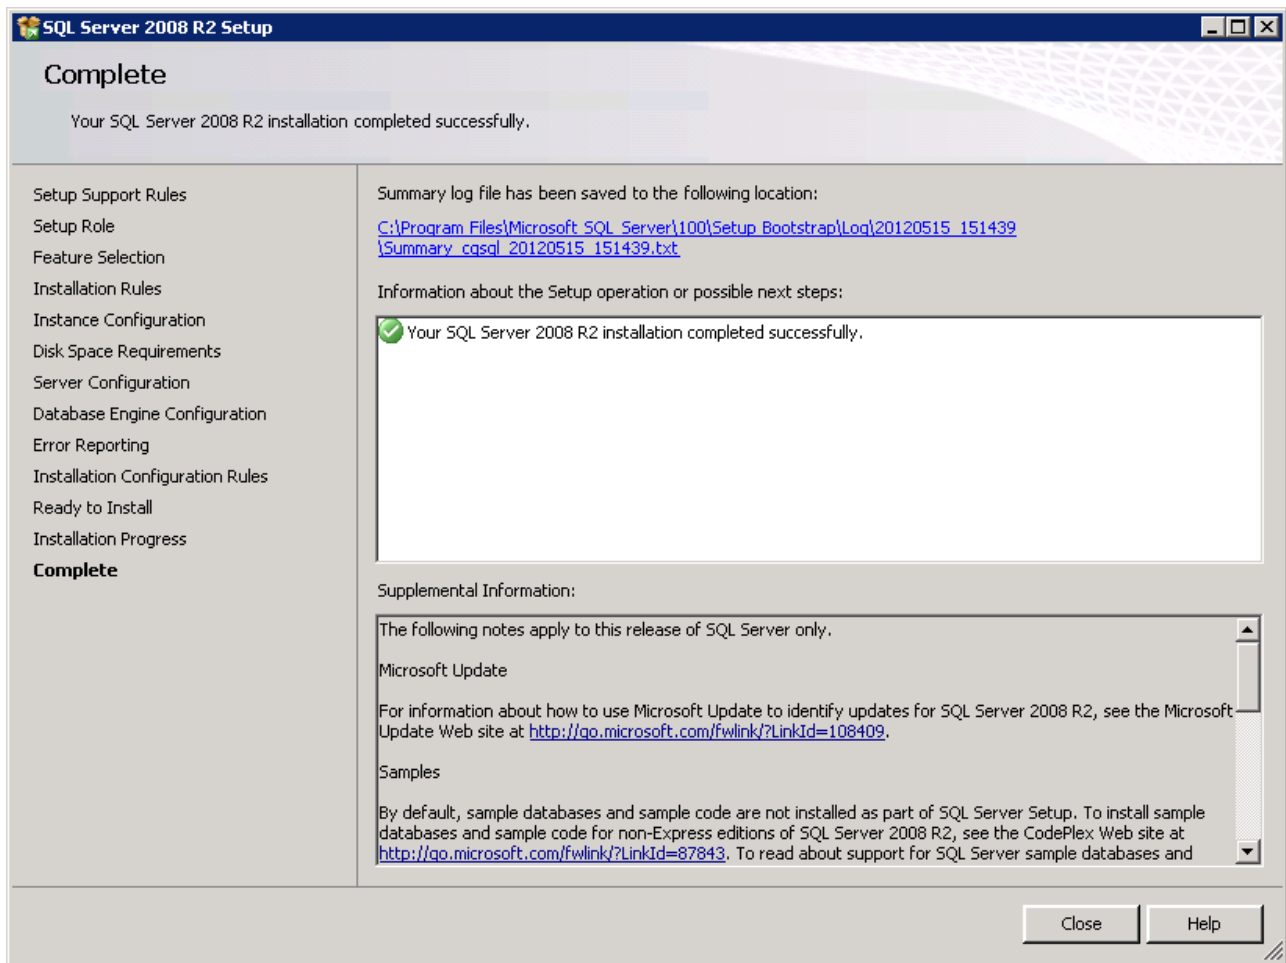 SQL Server 2008 R2 Setup
Complete
Your SQL Server 2008 R2 installation completed successfully.
Setup Support Rules
Setup Role
Feature Selection
Installation Rules
Instance Configuration
Disk Space Requirements
Server Configuration
Database Engine Configuration
Error Reporting
Installation Configuration Rules
Ready to Install
Installation Progress
Complete
Summary log file has been saved to the following location:
C:\Program Files\Microsoft SQL Server\100\Setup Bootstrap\Log\20120515_151439
\Summary_cqsql_20120515_151439.txt
Information about the Setup operation or possible next steps:
Your SQL Server 2008 R2 installation completed successfully.
Supplemental Information:
The following notes apply to this release of SQL Server only.
Microsoft Update
For information about how to use Microsoft Update to identify updates for SQL Server 2008 R2, see the Microsoft
Update Web site at http://go.microsoft.com/fwlink/?LinkId=108409.
Samples
By default, sample databases and sample code are not installed as part of SQL Server Setup. To install sample
databases and sample code for non-Express editions of SQL Server 2008 R2, see the CodePlex Web site at
http://go.microsoft.com/fwlink/?LinkId=87843. To read about support for SQL Server sample databases and
Close
Help